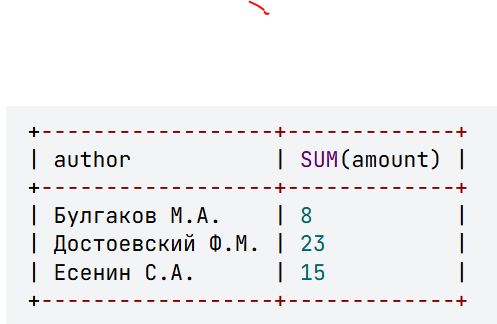 +------------------+-------------+
| author           | SUM(amount) |
+------------------+-------------+
| Булгаков М.А.    | 8           |
| Достоевский Ф.М. | 23          |
| Есенин С.А.      | 15          |
+------------------+-------------+